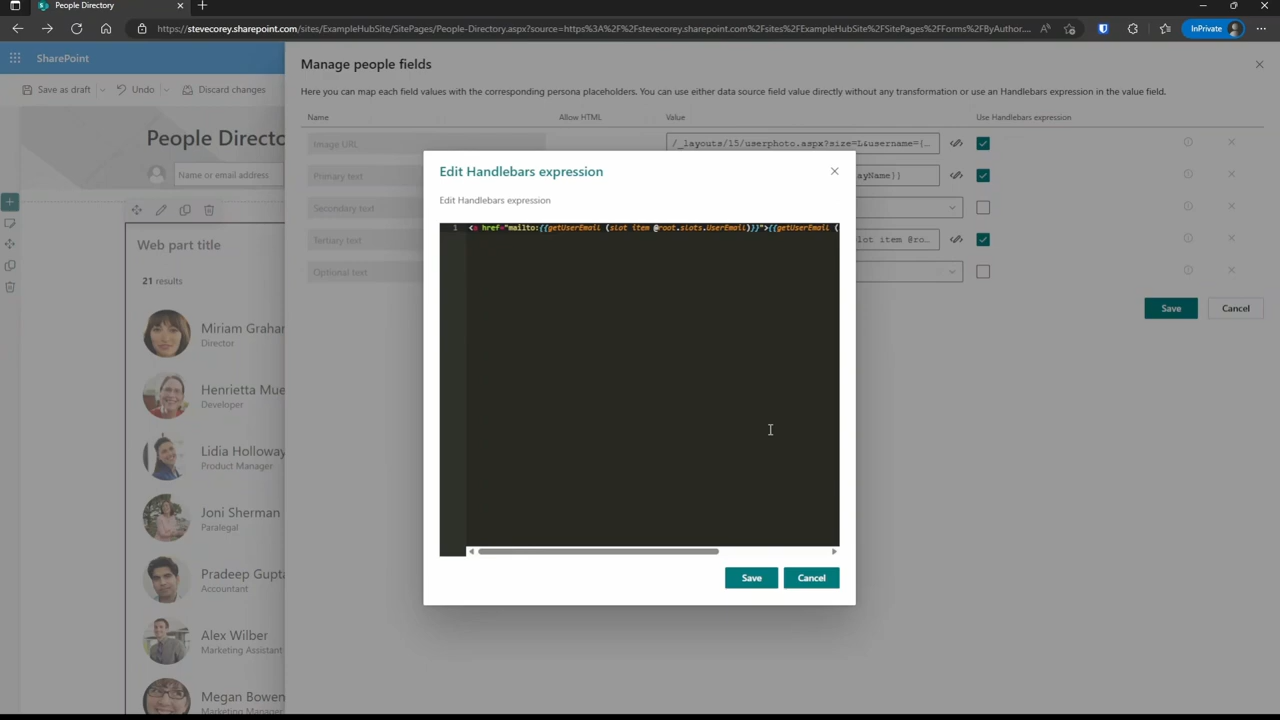 People Directory
https://stevecorey.sharepoint.com/sites/ExampleHubSite/SitePages/People-Directory.aspx?source=https%3A%2F%2Fstevecorey.sharepoint.com%2Fsites%2FExampleHubSite%2FSitePages%2FForms%2FByAuthor....
InPrivate
SharePoint
Save as draft
Undo
Discard changes
People Directo
Name or email address
Web part title
21 results
Miriam Graha
Director
Henrietta Mue
Developer
Lidia Holloway
Product Manager
Joni Sherman
Paralegal
Pradeep Gupta
Accountant
Alex Wilber
Marketing Assistant
Megan Bowen
Marketing Manager
Manage people fields
Here you can map each field values with the corresponding persona placeholders. You can use either data source field value directly without any transformation or use an Handlebars expression in the value field.
Name Allow HTML Value Use Handlebars expression
Image URL /_layouts/15/userphoto.aspx?size=L&username={…
Primary text ayName}}
Secondary text
Tertiary text lot item @ro…
Optional text
Save Cancel
Edit Handlebars expression
Edit Handlebars expression
1 <a href="mailto:{{getUserEmail (slot item @root.slots.UserEmail)}}">{{getUserEmail (
Save Cancel